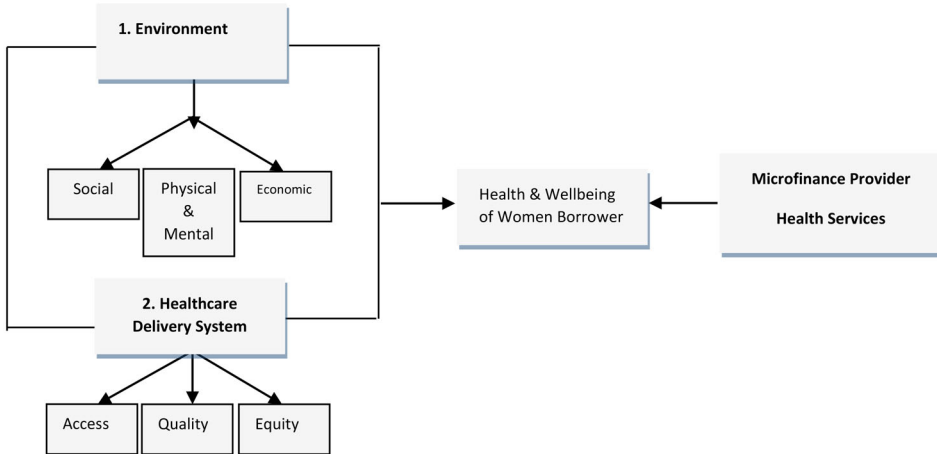 1. Environment
Social
Physical
&
Mental
Economic
Health & Wellbeing
of Women Borrower
Microfinance Provider
Health Services
2. Healthcare
Delivery System
Access
Quality
Equity